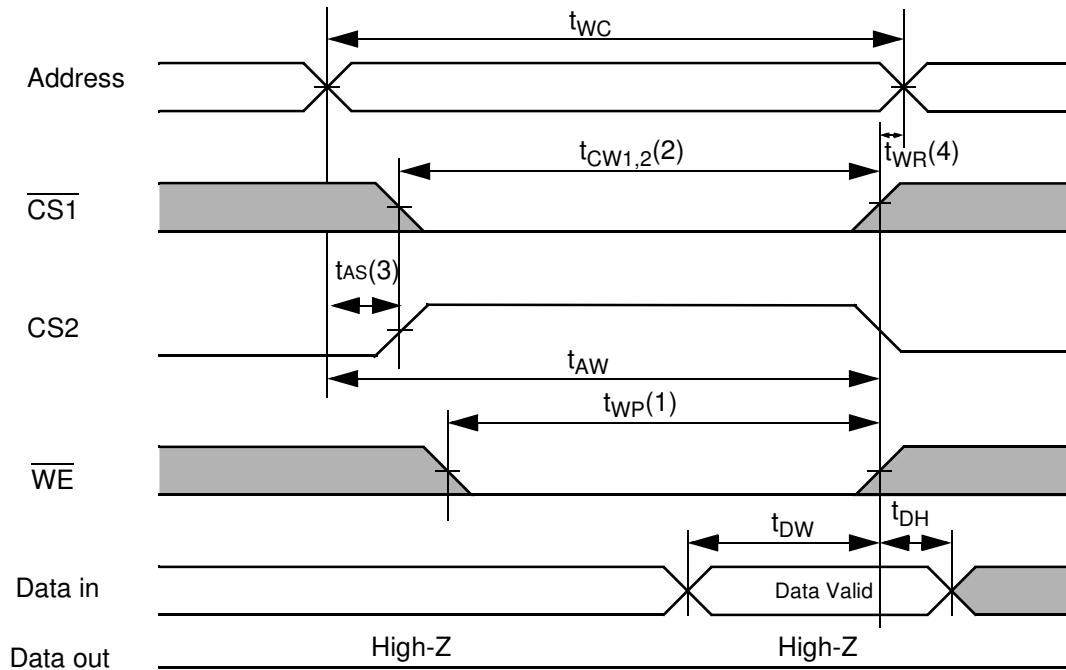 tWC
Address
tCW1,2(2)
tWR(4)
CS1
tAS(3)
CS2
tAW
tWP(1)
WE
tDW
tDH
Data in
Data Valid
Data out
High-Z
High-Z